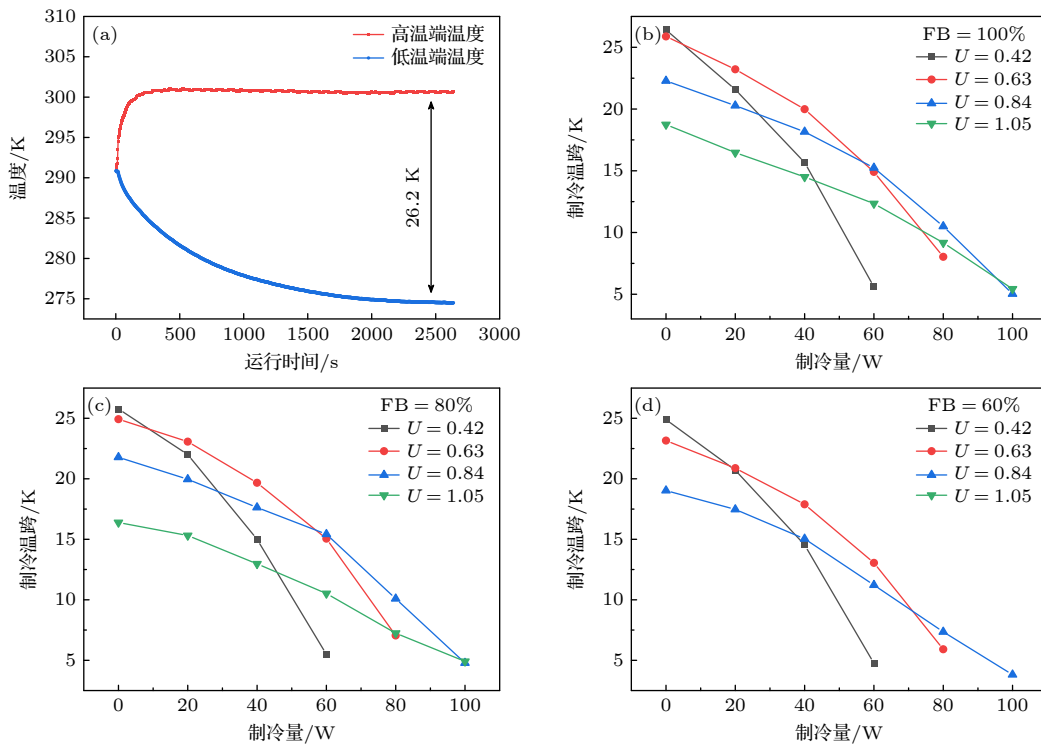 (a)
高温端温度
低温端温度
26.2 K
310
305
300
295
290
285
280
275
温度/K
0
500
1000
1500
2000
2500
3000
运行时间/s
(b)
FB = 100%
U = 0.42
U = 0.63
U = 0.84
U = 1.05
25
20
15
10
5
制冷温跨/K
0
20
40
60
80
100
制冷量/W
(c)
FB = 80%
U = 0.42
U = 0.63
U = 0.84
U = 1.05
25
20
15
10
5
制冷温跨/K
0
20
40
60
80
100
制冷量/W
(d)
FB = 60%
U = 0.42
U = 0.63
U = 0.84
U = 1.05
25
20
15
10
5
制冷温跨/K
0
20
40
60
80
100
制冷量/W